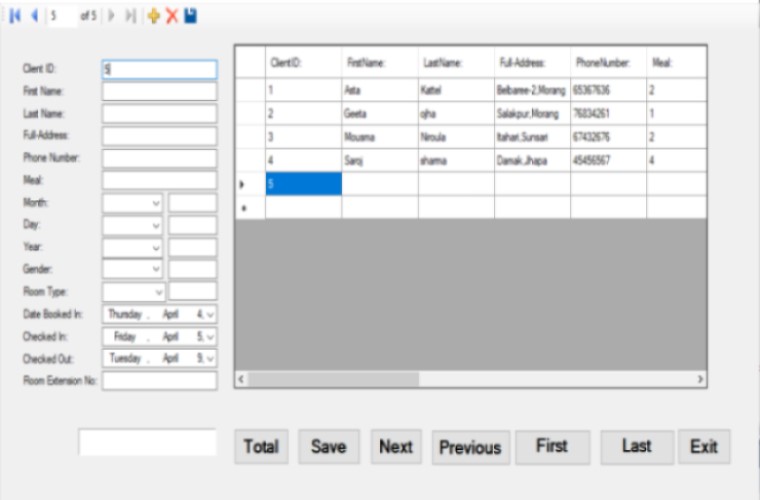 5 of 5
Client ID: 5
First Name:
Last Name:
Full-Address:
Phone Number:
Meal:
Month:
Day:
Year:
Gender:
Room Type:
Date Booked In: Thursday , April 4,
Checked In: Friday , April 5,
Checked Out: Tuesday , April 9,
Room Extension No:
ClientID: FirstName: LastName: Full-Address: PhoneNumber: Meal:
1 Asta Kattel Belbaree-2,Morang 65367636 2
2 Geeta ojha Salakpur,Morang 76834261 1
3 Mousma Niroula Itahari,Sunsari 67432676 2
4 Saroj sharma Damak,Jhapa 45456567 4
5
Total Save Next Previous First Last Exit